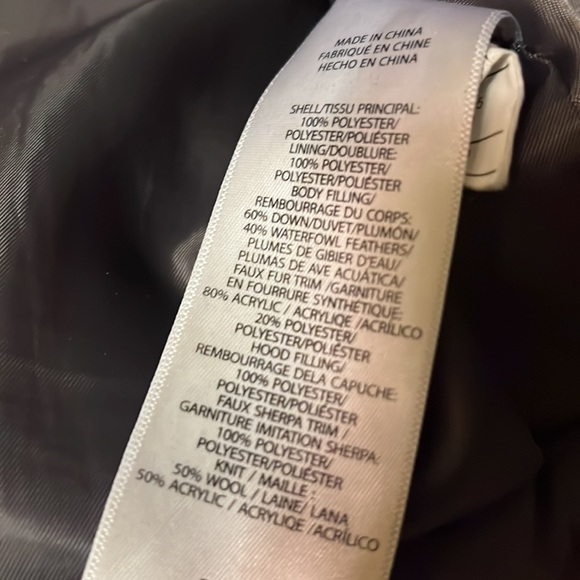 MADE IN CHINA
FABRIQUÉ EN CHINE
HECHO EN CHINA
SHELL/TISSU PRINCIPAL:
100% POLYESTER/
POLYESTER/POLIÉSTER
LINING/DOUBLURE:
100% POLYESTER/
POLYESTER/POLIÉSTER
BODY FILLING/
REMBOURRAGE DU CORPS:
60% DOWN/DUVET/PLUMÓN/
40% WATERFOWL FEATHERS/
PLUMES DE GIBIER D'EAU/
PLUMAS DE AVE ACUÁTICA/
FAUX FUR TRIM /GARNITURE
EN FOURRURE SYNTHÉTIQUE:
80% ACRYLIC / ACRYLIQE /ACRÍLICO
20% POLYESTER/
POLYESTER/POLIÉSTER
HOOD FILLING/
REMBOURRAGE DELA CAPUCHE:
100% POLYESTER/
POLYESTER/POLIÉSTER
FAUX SHERPA TRIM /
GARNITURE IMITATION SHERPA:
100% POLYESTER/
POLYESTER/POLIÉSTER
KNIT / MAILLE :
50% WOOL / LAINE/ LANA
50% ACRYLIC / ACRYLIQE /ACRÍLICO